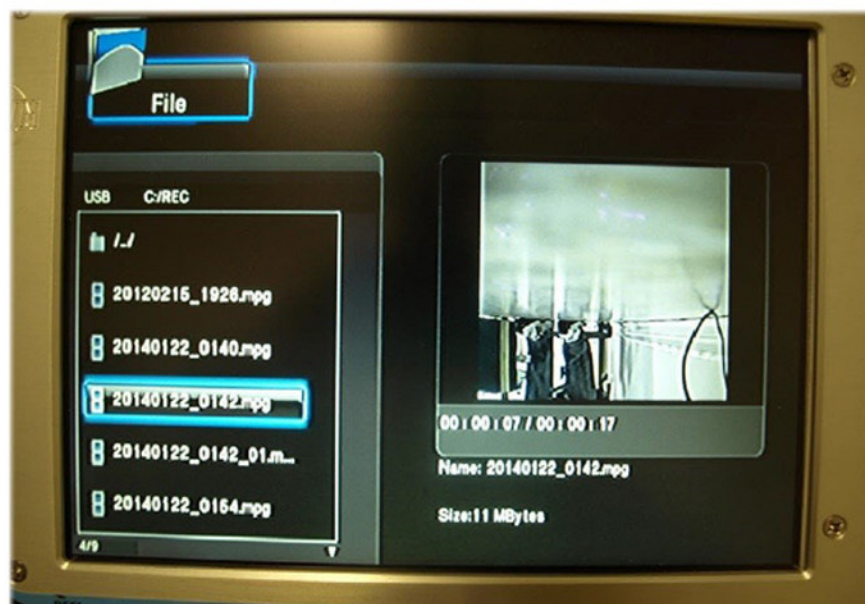 File
USB C:/REC
/../
20120215_1926.mpg
20140122_0140.mpg
20140122_0142.mpg
20140122_0142_01.m...
20140122_0154.mpg
4/9
00:00:07 / 00:00:17
Name: 20140122_0142.mpg
Size:11 MBytes